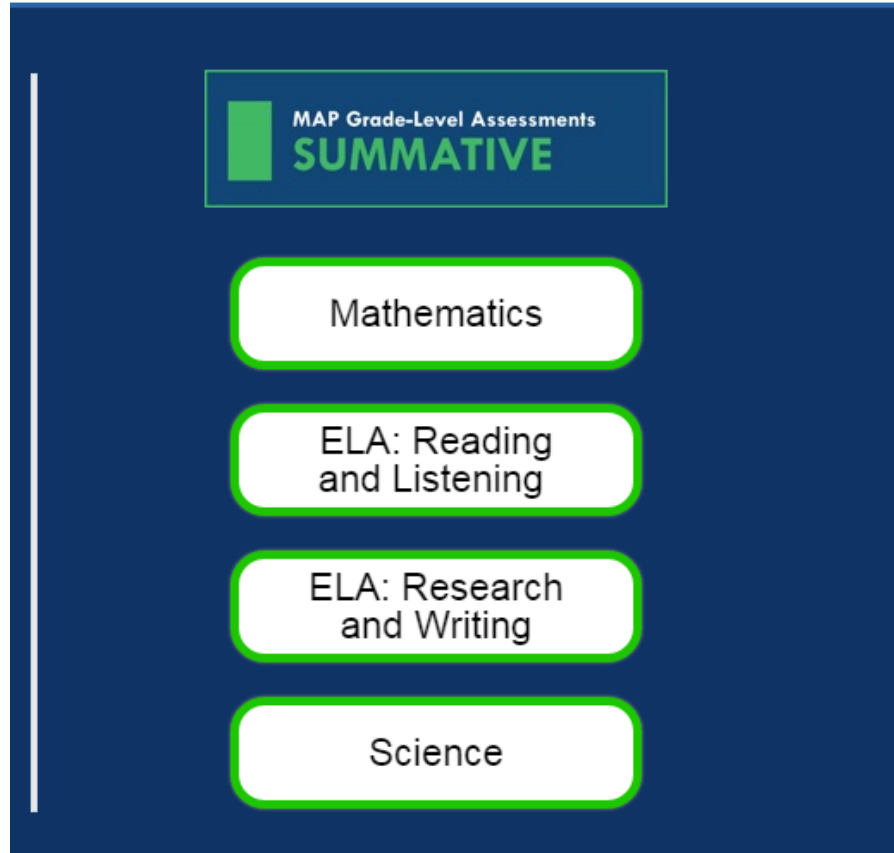 MAP Grade-Level Assessments
SUMMATIVE
Mathematics
ELA: Reading
and Listening
ELA: Research
and Writing
Science